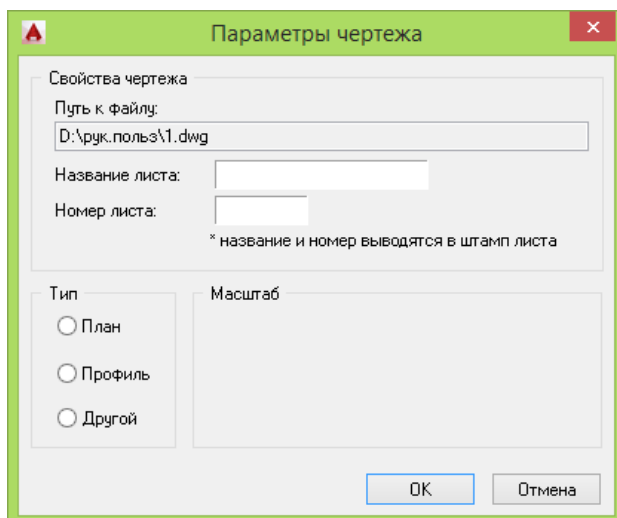 Параметры чертежа
Свойства чертежа
Путь к файлу:
D:\рук.польз\1.dwg
Название листа:
Номер листа:
* название и номер выводятся в штамп листа
Тип
Масштаб
План
Профиль
Другой
OK
Отмена